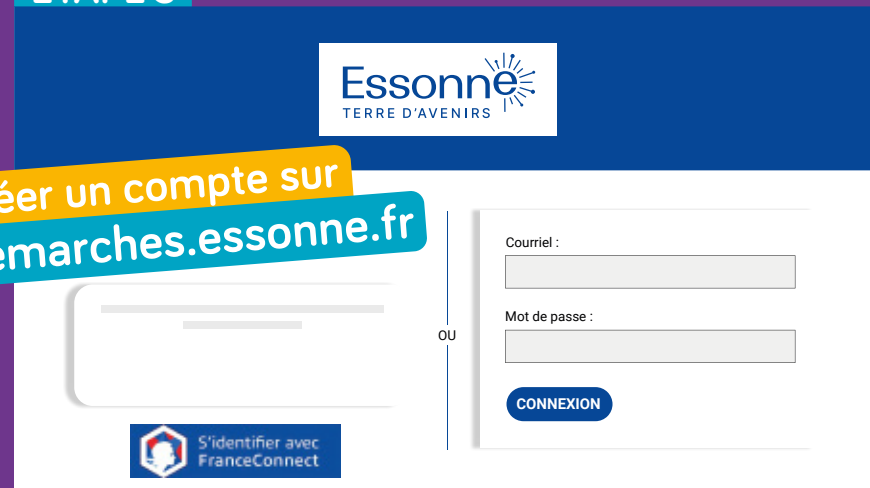 Essonne
TERRE D'AVENIRS
éer un compte sur
emarches.essonne.fr
Courriel :
Mot de passe :
OU
CONNEXION
S'identifier avec
FranceConnect